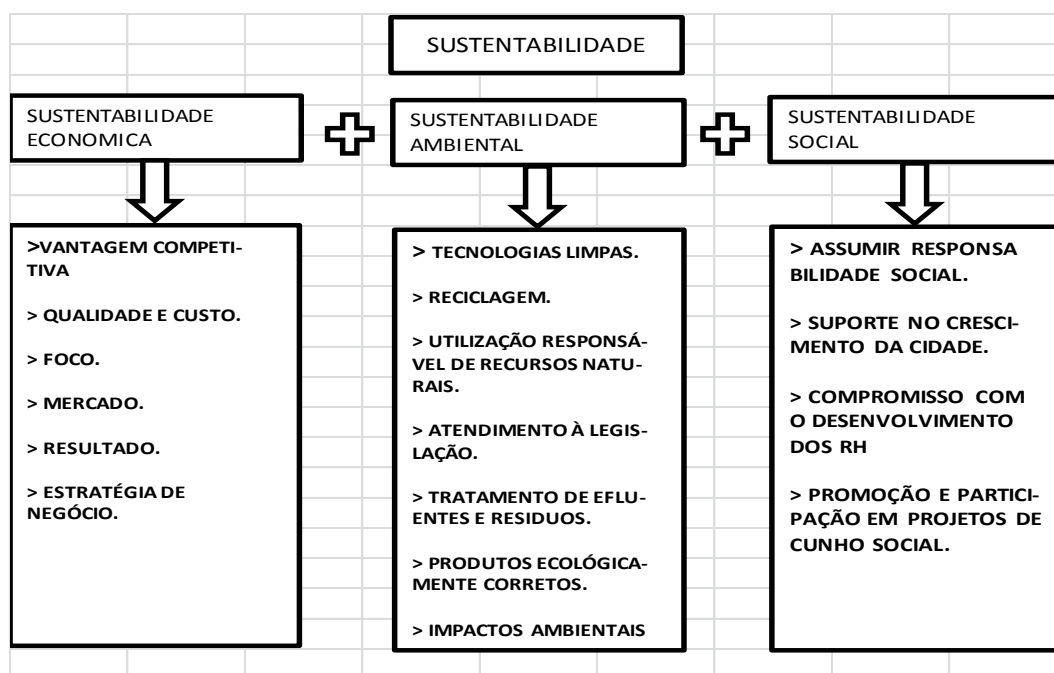 SUSTENTABILIDADE
SUSTENTABILIDADE
ECONOMICA
SUSTENTABILIDADE
AMBIENTAL
SUSTENTABILIDADE
SOCIAL
>VANTAGEM COMPETI-
TIVA
> QUALIDADE E CUSTO.
> FOCO.
> MERCADO.
> RESULTADO.
> ESTRATÉGIA DE
NEGÓCIO.
> TECNOLOGIAS LIMPAS.
> RECICLAGEM.
> UTILIZAÇÃO RESPONSÁ-
VEL DE RECURSOS NATU-
RAIS.
> ATENDIMENTO À LEGIS-
LAÇÃO.
> TRATAMENTO DE EFLU-
ENTES E RESIDUOS.
> PRODUTOS ECOLÓGICA-
MENTE CORRETOS.
> IMPACTOS AMBIENTAIS
> ASSUMIR RESPONSA
BILIDADE SOCIAL.
> SUPORTE NO CRESCI-
MENTO DA CIDADE.
> COMPROMISSO COM
O DESENVOLVIMENTO
DOS RH
> PROMOÇÃO E PARTICI-
PAÇÃO EM PROJETOS DE
CUNHO SOCIAL.